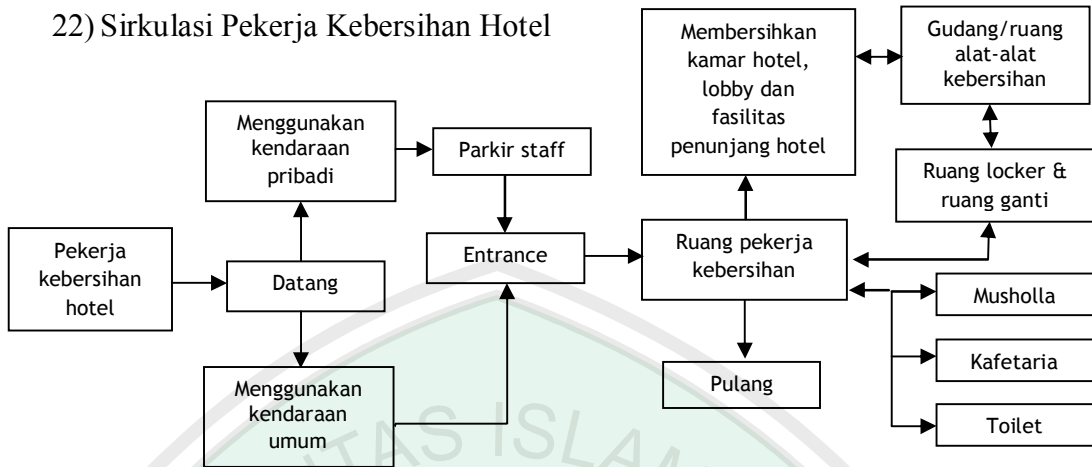 22) Sirkulasi Pekerja Kebersihan Hotel
Membersihkan
kamar hotel,
lobby dan
fasilitas
penunjang hotel
Gudang/ruang
alat-alat
kebersihan
Menggunakan
kendaraan
pribadi
Parkir staff
Ruang locker &
ruang ganti
Pekerja
kebersihan
hotel
Datang
Entrance
Ruang pekerja
kebersihan
Musholla
Kafetaria
Toilet
Pulang
Menggunakan
kendaraan
umum
ITAS ISLAM